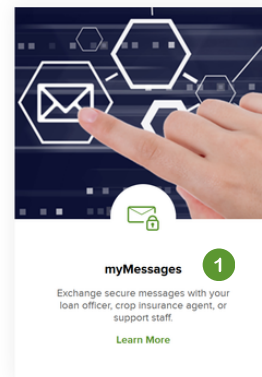 myMessages
1
Exchange secure messages with your
loan officer, crop insurance agent, or
support staff.
Learn More